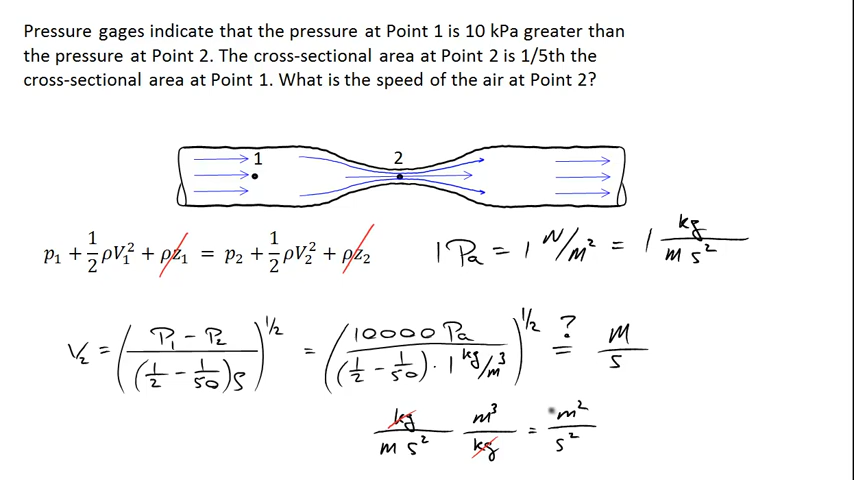 Pressure gages indicate that the pressure at Point 1 is 10 kPa greater than
the pressure at Point 2. The cross-sectional area at Point 2 is 1/5th the
cross-sectional area at Point 1. What is the speed of the air at Point 2?
1 2
p₁ + 1/2 ρV₁² + ρz₁ = p₂ + 1/2 ρV₂² + ρz₂ 1 Pa = 1 N/m² = 1 kg/m s²
V₂ = (P₁ - P₂ / (1/2 - 1/50)ρ)^1/2 = (10000 Pa / (1/2 - 1/50) · 1 kg/m³)^1/2 ?= m/s
kg/m s² m³/kg = m²/s²